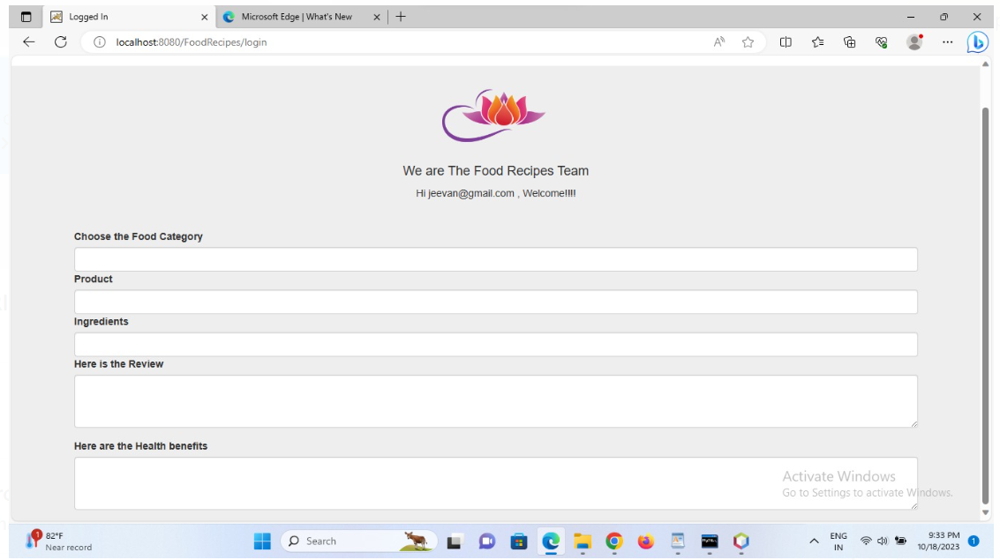 Logged In
Microsoft Edge | What's New
localhost:8080/FoodRecipes/login
We are The Food Recipes Team
Hi jeevan@gmail.com , Welcome!!!!
Choose the Food Category
Product
Ingredients
Here is the Review
Here are the Health benefits
Activate Windows
Go to Settings to activate Windows.
1
82°F
Near record
Search
ENG
IN
9:33 PM
10/18/2023
1